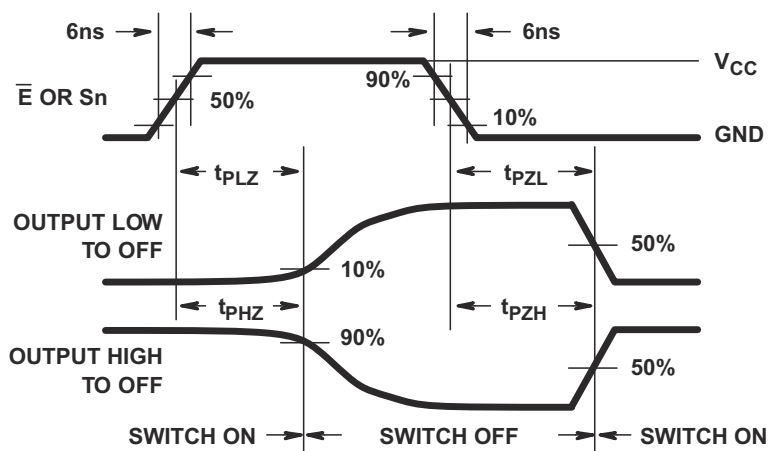 6ns
6ns
V_CC
90%
E̅ OR Sn
50%
10%
GND
t_PLZ
t_PZL
OUTPUT LOW
TO OFF
50%
10%
t_PHZ
t_PZH
90%
OUTPUT HIGH
TO OFF
50%
SWITCH ON
SWITCH OFF
SWITCH ON